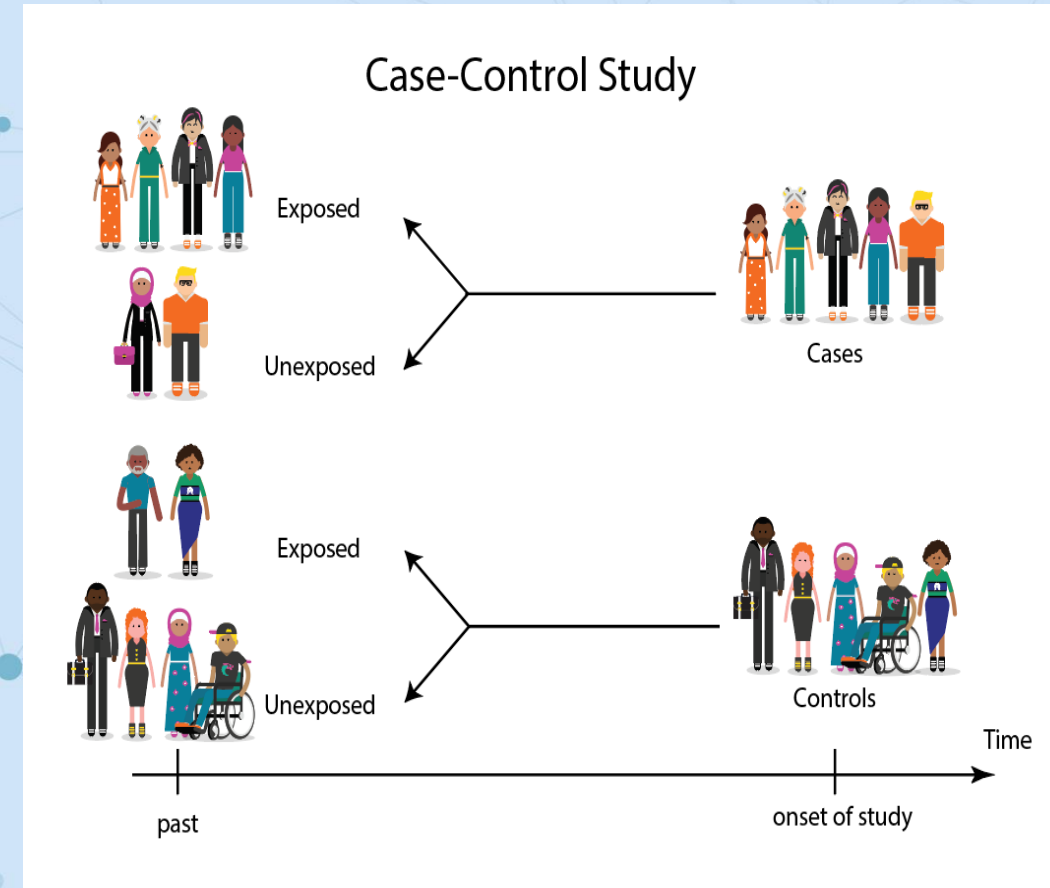 Case-Control Study
Exposed
Unexposed
Cases
Exposed
Unexposed
Controls
Time
past
onset of study